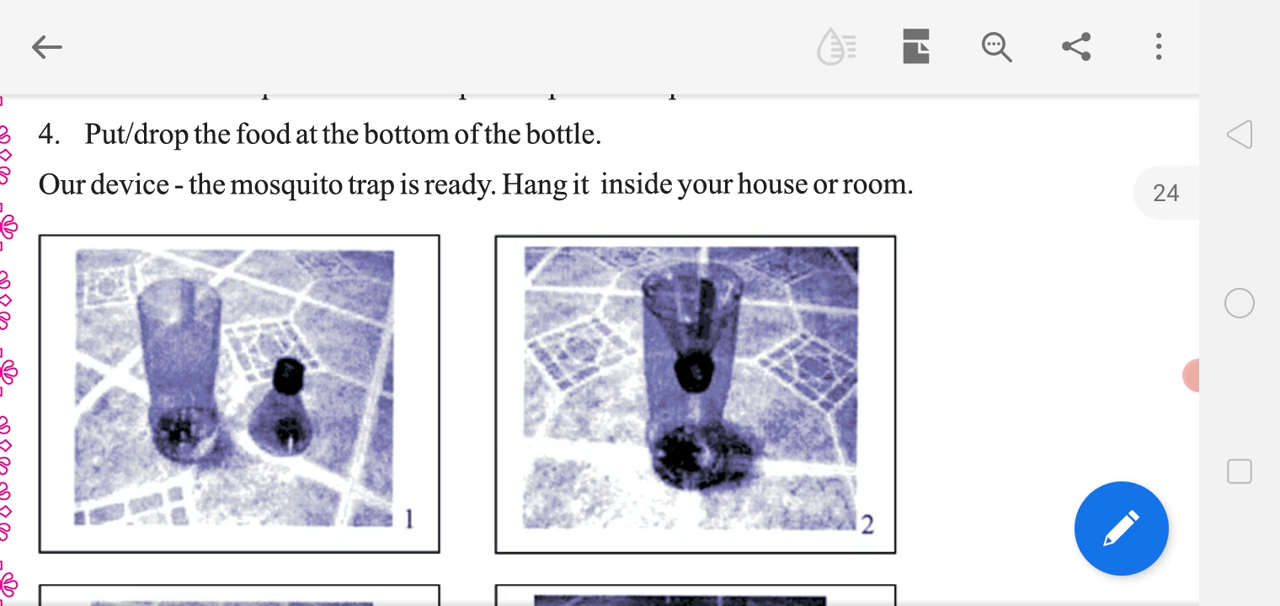 4. Put/drop the food at the bottom of the bottle.
Our device - the mosquito trap is ready. Hang it inside your house or room.
24
1
2